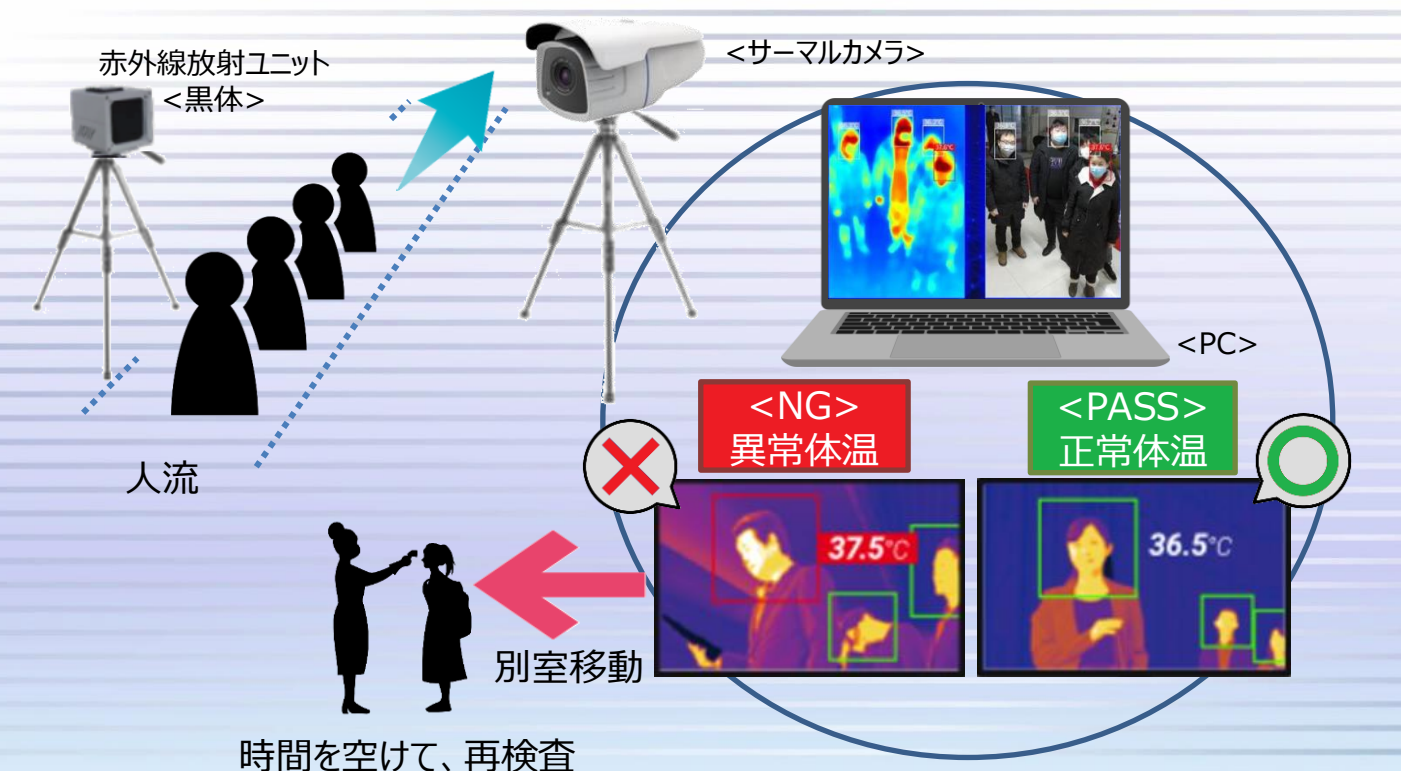 赤外線放射ユニット
<黒体>
<サーマルカメラ>
<PC>
<NG>
異常体温
<PASS>
正常体温
人流
37.5°C
36.5°C
別室移動
時間を空けて、再検査